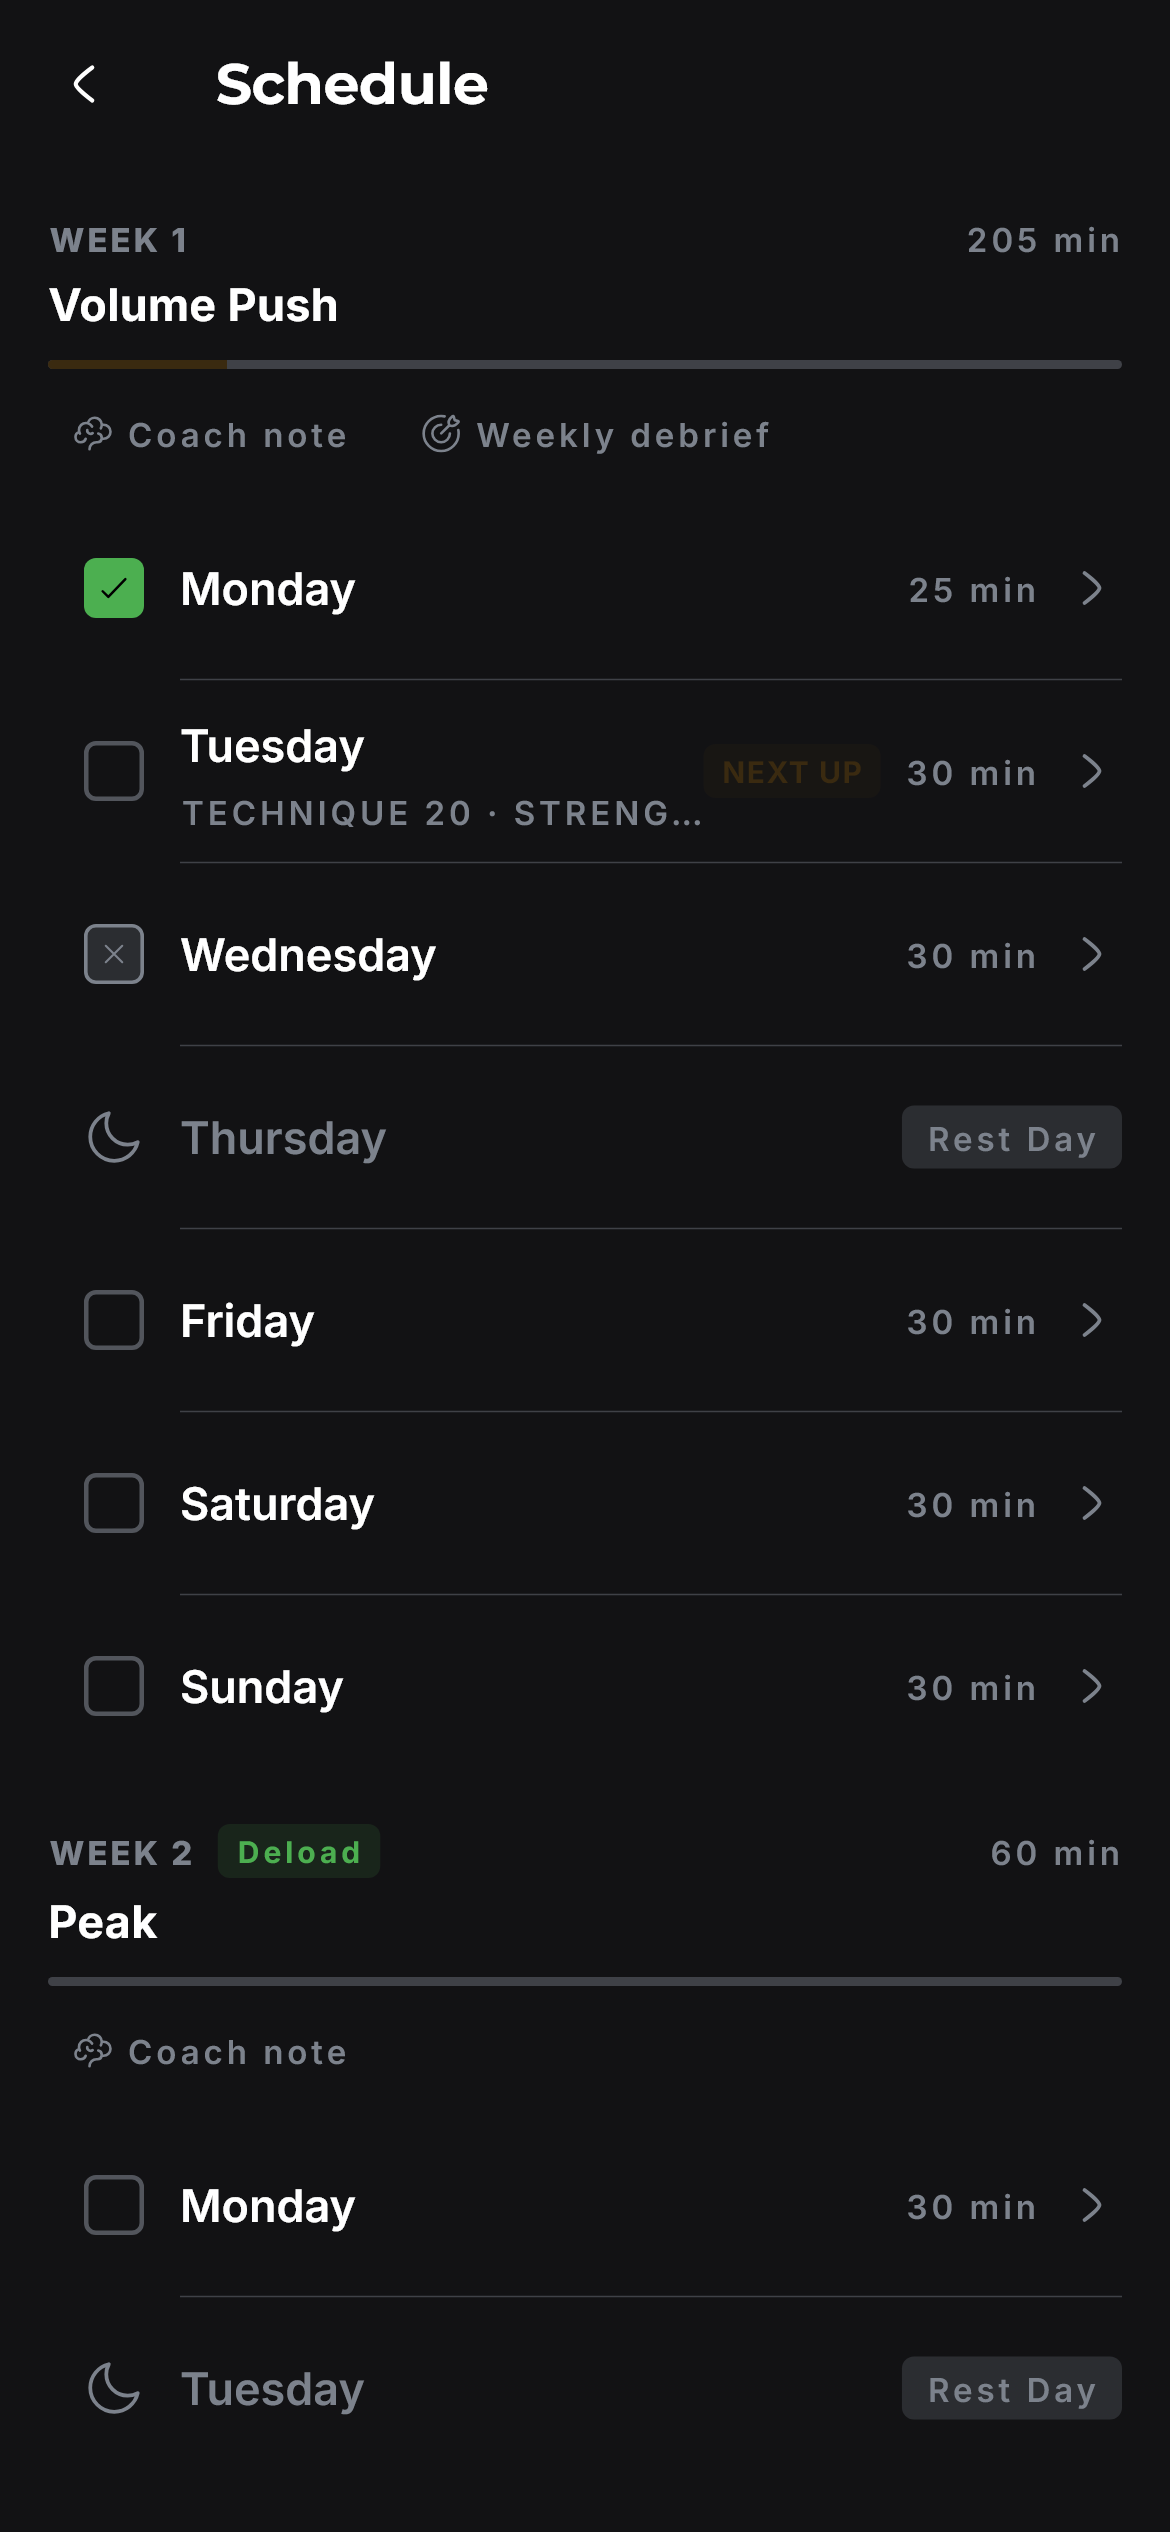 Schedule
WEEK 1 205 min
Volume Push
Coach note Weekly debrief
Monday 25 min
Tuesday NEXT UP 30 min
TECHNIQUE 20 · STRENG...
Wednesday 30 min
Thursday Rest Day
Friday 30 min
Saturday 30 min
Sunday 30 min
WEEK 2 Deload 60 min
Peak
Coach note
Monday 30 min
Tuesday Rest Day